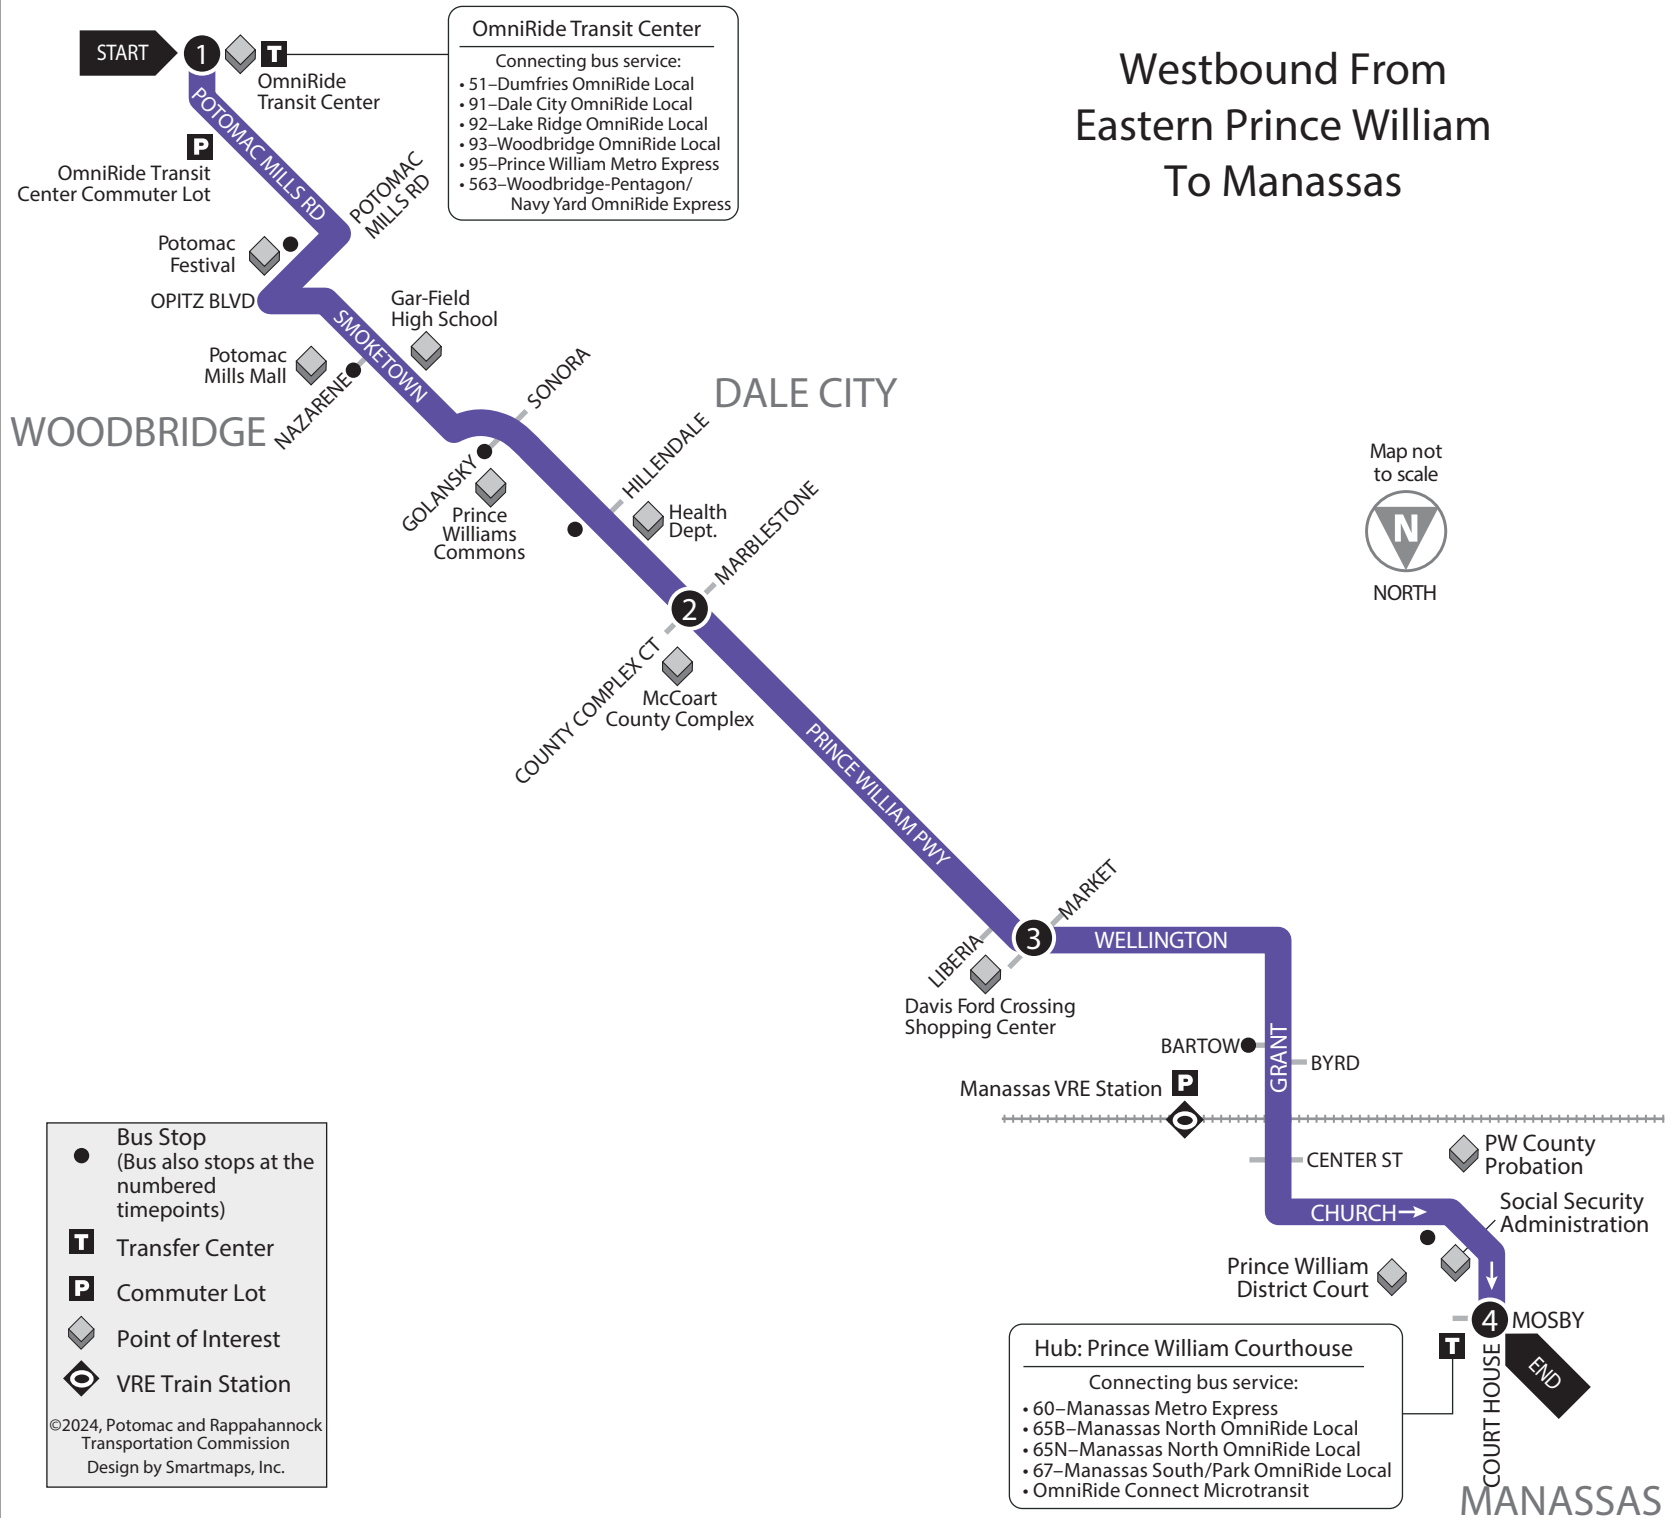 Westbound From
Eastern Prince William
To Manassas
START
1
T
OmniRide
Transit Center
OmniRide Transit Center
Connecting bus service:
• 51–Dumfries OmniRide Local
• 91–Dale City OmniRide Local
• 92–Lake Ridge OmniRide Local
• 93–Woodbridge OmniRide Local
• 95–Prince William Metro Express
• 563–Woodbridge-Pentagon/
Navy Yard OmniRide Express
POTOMAC MILLS RD
P
OmniRide Transit
Center Commuter Lot
POTOMAC
MILLS RD
Potomac
Festival
OPITZ BLVD
SMOKETOWN
Gar-Field
High School
Potomac
Mills Mall
NAZARENE
WOODBRIDGE
SONORA
DALE CITY
GOLANSKY
Prince
Williams
Commons
HILLENDALE
Health
Dept.
MARBLESTONE
2
COUNTY COMPLEX CT
McCoart
County Complex
Map not
to scale
N
NORTH
PRINCE WILLIAM PWY
MARKET
3
LIBERIA
WELLINGTON
Davis Ford Crossing
Shopping Center
BARTOW
GRANT
BYRD
Manassas VRE Station
P
CENTER ST
PW County
Probation
CHURCH
Social Security
Administration
Prince William
District Court
4
MOSBY
T
END
COURT HOUSE
MANASSAS
Hub: Prince William Courthouse
Connecting bus service:
• 60–Manassas Metro Express
• 65B–Manassas North OmniRide Local
• 65N–Manassas North OmniRide Local
• 67–Manassas South/Park OmniRide Local
• OmniRide Connect Microtransit
Bus Stop
(Bus also stops at the
numbered
timepoints)
T
Transfer Center
P
Commuter Lot
Point of Interest
VRE Train Station
©2024, Potomac and Rappahannock
Transportation Commission
Design by Smartmaps, Inc.